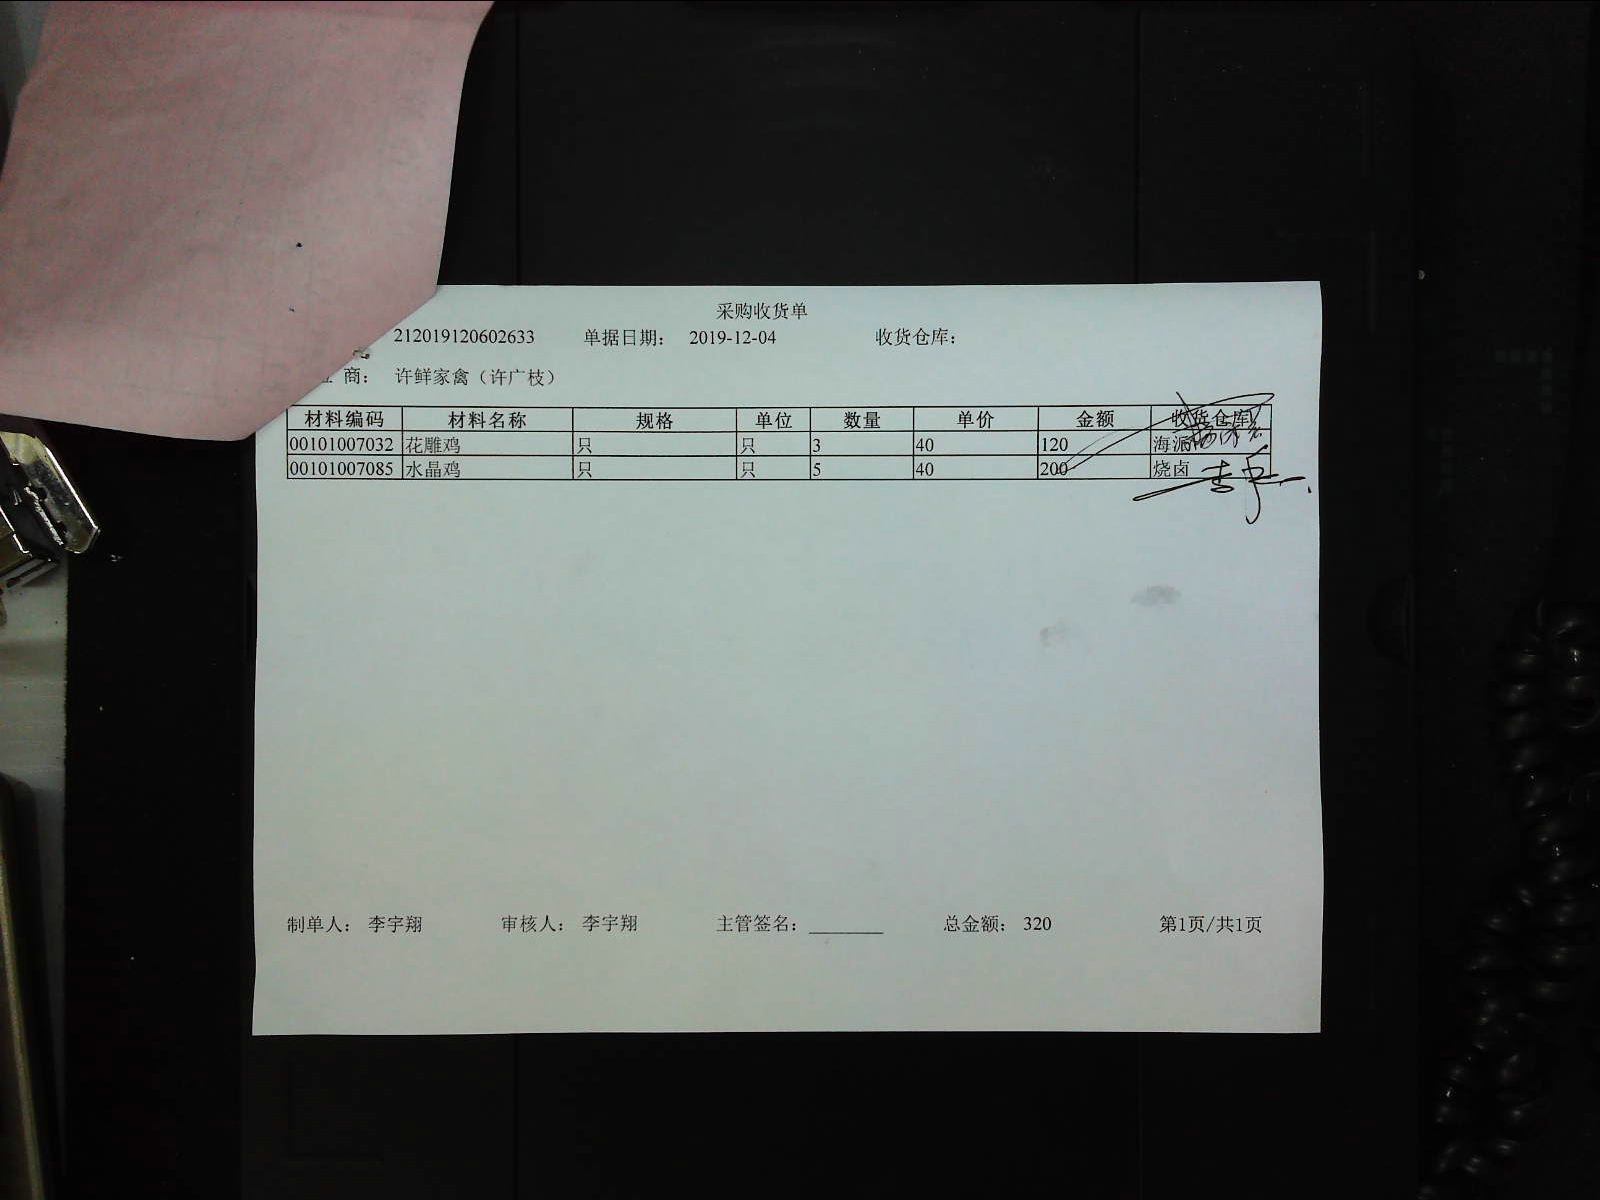 采购收货单
212019120602633 单据日期： 2019-12-04 收货仓库：
商： 许鲜家禽（许广枝）
材料编码 材料名称 规格 单位 数量 单价 金额 收货仓库
00101007032 花雕鸡 只 只 3 40 120 海派
00101007085 水晶鸡 只 只 5 40 200 烧卤
制单人： 李宇翔 审核人： 李宇翔 主管签名：________ 总金额： 320 第1页/共1页